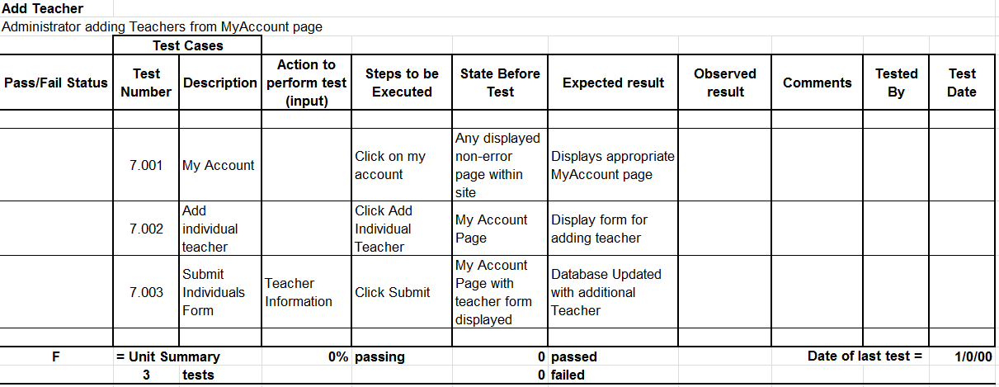 Add Teacher
Administrator adding Teachers from MyAccount page
Test Cases
Pass/Fail Status
Test
Number
Description
Action to
perform test
(input)
Steps to be
Executed
State Before
Test
Expected result
Observed
result
Comments
Tested
By
Test
Date
7.001
My Account
Click on my
account
Any displayed
non-error
page within
site
Displays appropriate
MyAccount page
7.002
Add
individual
teacher
Click Add
Individual
Teacher
My Account
Page
Display form for
adding teacher
7.003
Submit
Individuals
Form
Teacher
Information
Click Submit
My Account
Page with
teacher form
displayed
Database Updated
with additional
Teacher
F = Unit Summary 0% passing 0 passed Date of last test = 1/0/00
3 tests 0 failed